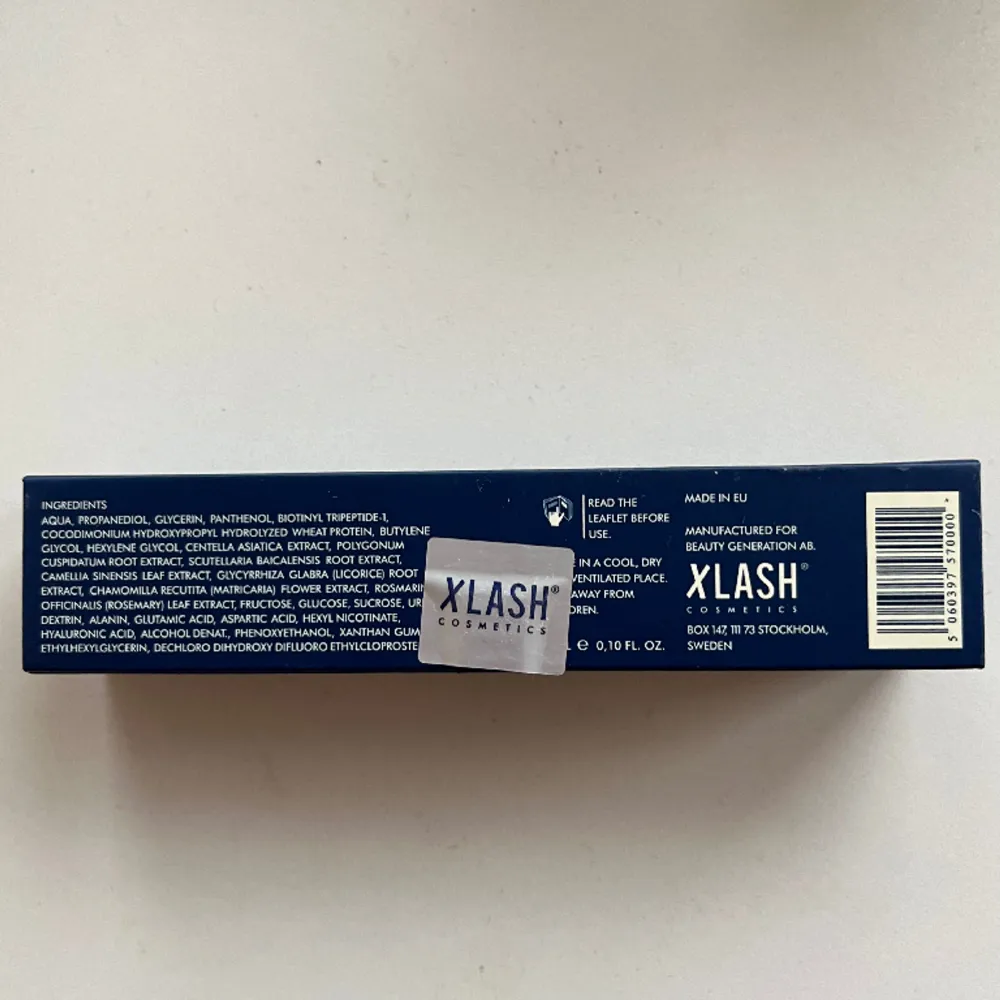 INGREDIENTS
AQUA, PROPANEDIOL, GLYCERIN, PANTHENOL, BIOTINYL TRIPEPTIDE-1,
COCODIMONIUM HYDROXYPROPYL HYDROLYZED WHEAT PROTEIN, BUTYLENE
GLYCOL, HEXYLENE GLYCOL, CENTELLA ASIATICA EXTRACT, POLYGONUM
CUSPIDATUM ROOT EXTRACT, SCUTELLARIA BAICALENSIS ROOT EXTRACT,
CAMELLIA SINENSIS LEAF EXTRACT, GLYCYRRHIZA GLABRA (LICORICE) ROOT
EXTRACT, CHAMOMILLA RECUTITA (MATRICARIA) FLOWER EXTRACT,
OFFICINALIS (ROSEMARY) LEAF EXTRACT, FRUCTOSE, GLUCOSE, SUCROSE,
DEXTRIN, ALANIN, GLUTAMIC ACID, ASPARTIC ACID, HEXYL NICOTINATE,
HYALURONIC ACID, ALCOHOL DENAT., PHENOXYETHANOL, XANTHAN GUM
ETHYLHEXYLGLYCERIN, DECHLORO DIHYDROXY DIFLUORO
XLASH®
COSMETICS
READ THE
LEAFLET BEFORE
USE.
IN A COOL, DRY
VENTILATED PLACE.
AWAY FROM
L e 0,10 FL. OZ.
MADE IN EU
MANUFACTURED FOR
BEAUTY GENERATION AB.
XLASH®
COSMETICS
BOX 147, 111 73 STOCKHOLM,
SWEDEN
5 060397 570000 >